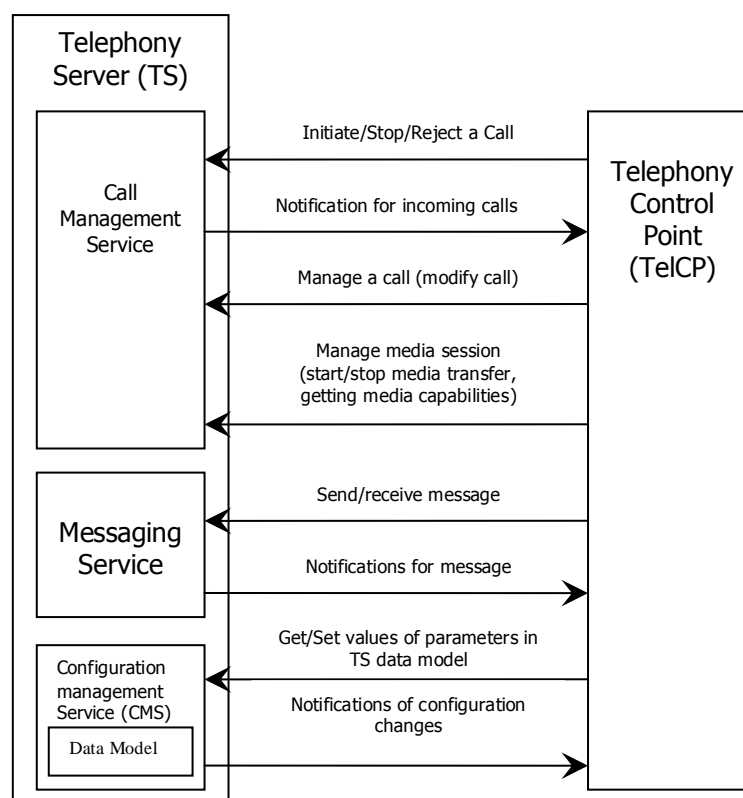 Telephony
Server (TS)
Call
Management
Service
Initiate/Stop/Reject a Call
Notification for incoming calls
Manage a call (modify call)
Manage media session
(start/stop media transfer,
getting media capabilities)
Telephony
Control
Point
(TelCP)
Messaging
Service
Send/receive message
Notifications for message
Configuration
management
Service (CMS)
Data Model
Get/Set values of parameters in
TS data model
Notifications of configuration
changes